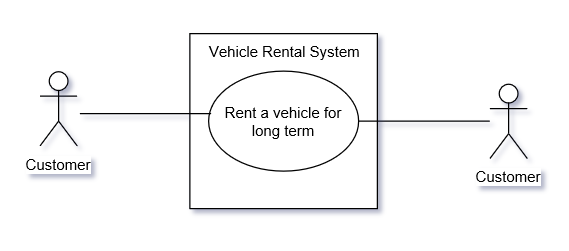 Vehicle Rental System
Rent a vehicle for
long term
Customer
Customer